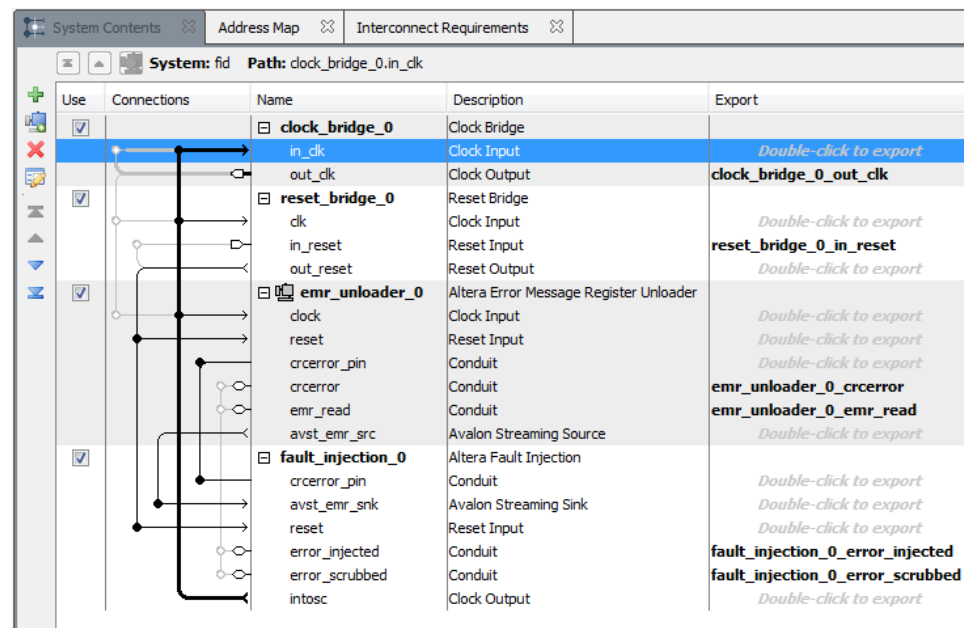 System Contents Address Map Interconnect Requirements
System: fid Path: clock_bridge_0.in_clk
Use Connections Name Description Export
clock_bridge_0 Clock Bridge
in_clk Clock Input Double-click to export
out_clk Clock Output clock_bridge_0_out_clk
reset_bridge_0 Reset Bridge
clk Clock Input Double-click to export
in_reset Reset Input reset_bridge_0_in_reset
out_reset Reset Output Double-click to export
emr_unloader_0 Altera Error Message Register Unloader
clock Clock Input Double-click to export
reset Reset Input Double-click to export
crcerror_pin Conduit Double-click to export
crcerror Conduit emr_unloader_0_crcerror
emr_read Conduit emr_unloader_0_emr_read
avst_emr_src Avalon Streaming Source Double-click to export
fault_injection_0 Altera Fault Injection
crcerror_pin Conduit Double-click to export
avst_emr_snk Avalon Streaming Sink Double-click to export
reset Reset Input Double-click to export
error_injected Conduit fault_injection_0_error_injected
error_scrubbed Conduit fault_injection_0_error_scrubbed
intosc Clock Output Double-click to export